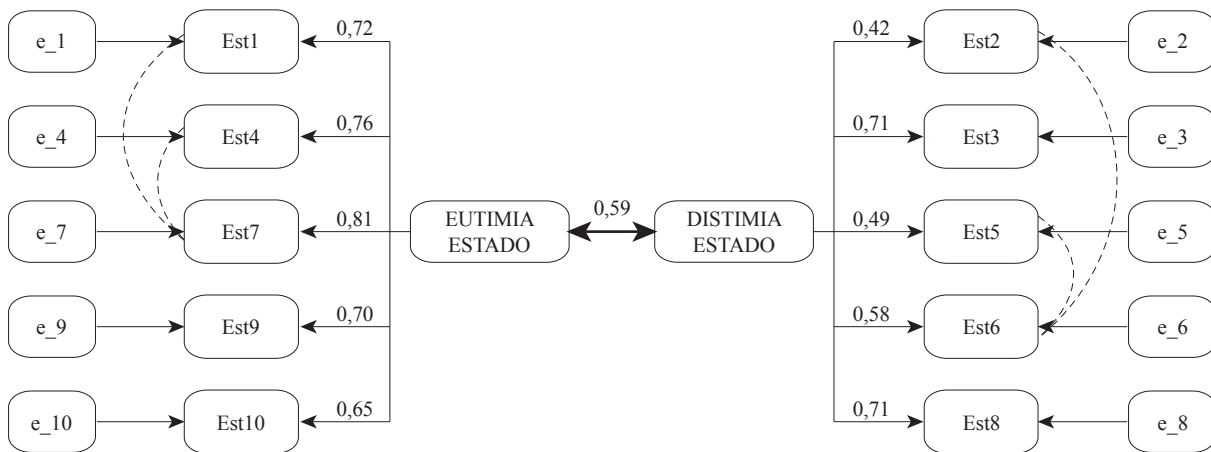 e_1 Est1 0,72 0,42 Est2 e_2
e_4 Est4 0,76 0,71 Est3 e_3
e_7 Est7 0,81 EUTIMIA ESTADO 0,59 DISTIMIA ESTADO 0,49 Est5 e_5
e_9 Est9 0,70 0,58 Est6 e_6
e_10 Est10 0,65 0,71 Est8 e_8